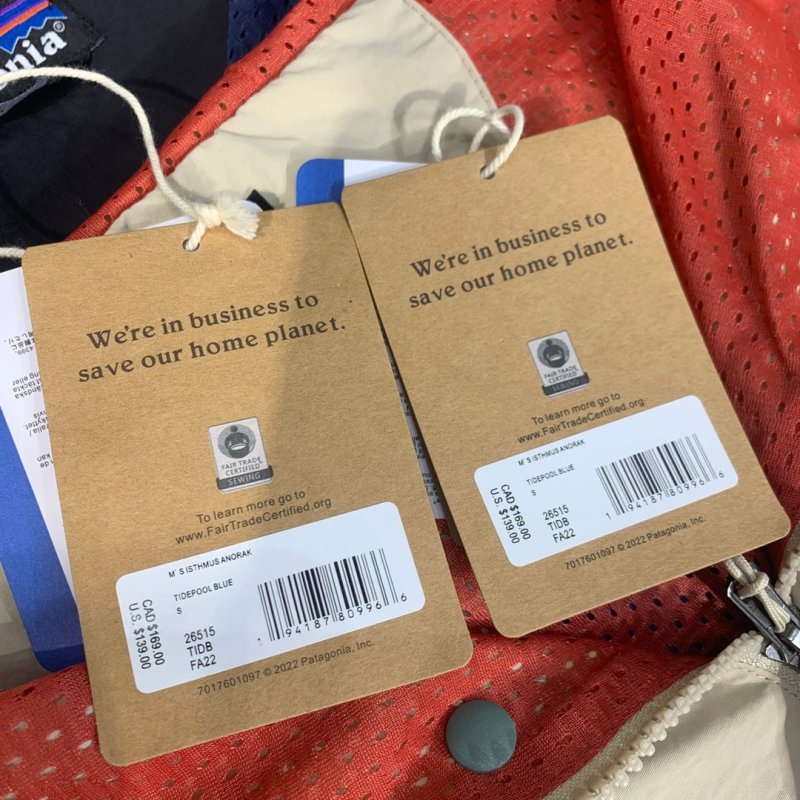 nia®
We're in business to
save our home planet.
FAIR TRADE
CERTIFIED
SEWING
To learn more go to
www.FairTradeCertified.org
M'S ISTHMUS ANORAK
TIDEPOOL BLUE
S
CAD $169.00
U.S. $139.00
26515
TIDB
FA22
1 94187 80996 6
7017601097 © 2022 Patagonia, Inc.
We're in business to
save our home planet.
FAIR TRADE
CERTIFIED
SEWING
To learn more go to
www.FairTradeCertified.org
M'S ISTHMUS ANORAK
TIDEPOOL BLUE
S
CAD $169.00
U.S. $139.00
26515
TIDB
FA22
1 94187 80996 6
7017601097 © 2022 Patagonia, Inc.